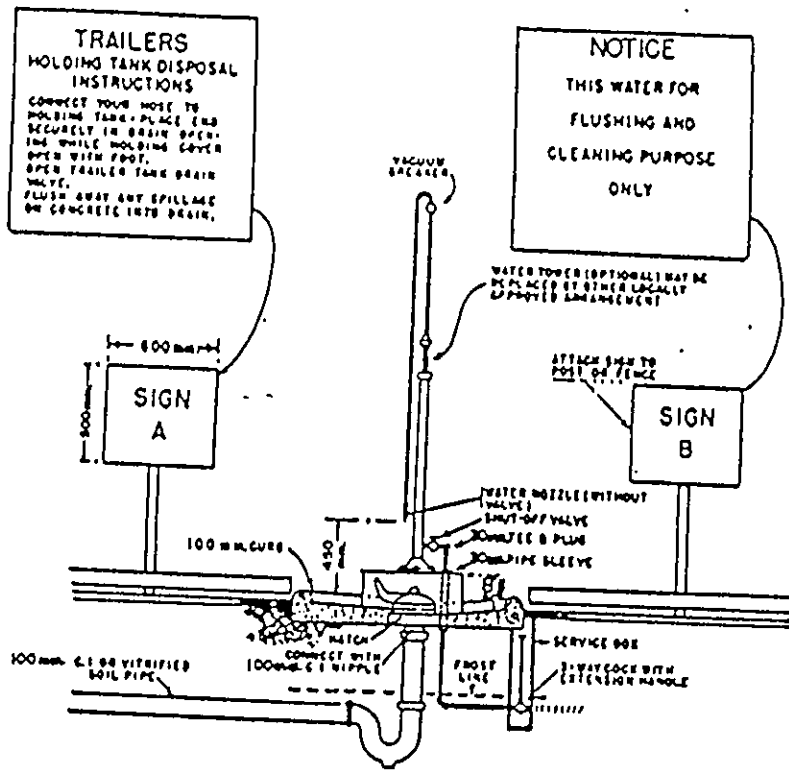 TRAILERS
HOLDING TANK DISPOSAL
INSTRUCTIONS
CONNECT YOUR HOSE TO
HOLDING TANK. PLACE END
SECURELY IN DRAIN OPEN-
ING WHILE HOLDING COVER
OPEN WITH FOOT.
OPEN TRAILER TANK DRAIN
VALVE.
FLUSH AWAY ANY SPILLAGE
ON CONCRETE INTO DRAIN.
NOTICE
THIS WATER FOR
FLUSHING AND
CLEANING PURPOSE
ONLY
VACUUM
BREAKER
WATER TOWER (OPTIONAL) MAY BE
REPLACED BY OTHER LOCALLY
APPROVED ARRANGEMENT
600 mm.
SIGN
A
ATTACH SIGN TO
POST OR FENCE
SIGN
B
WATER NOZZLE (WITHOUT
VALVE)
SHUT-OFF VALVE
TEE & PLUG
PIPE SLEEVE
450
mm.
100 mm. CURB
HATCH
CONNECT WITH
100 mm. C I NIPPLE
100 mm. C.I. OR VITRIFIED
SOIL PIPE
FROST
LINE
SERVICE BOX
3-WAY COCK WITH
EXTENSION HANDLE